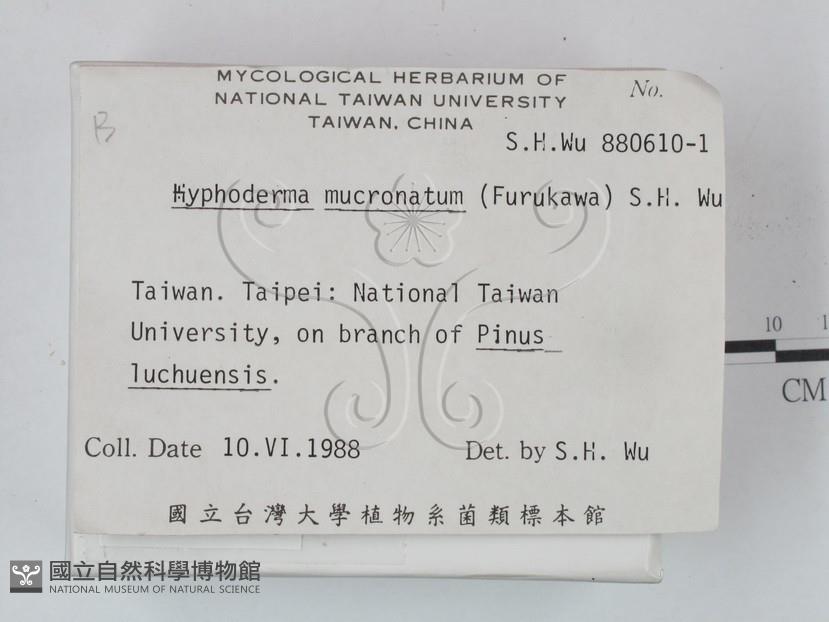 MYCOLOGICAL HERBARIUM OF
NATIONAL TAIWAN UNIVERSITY
TAIWAN, CHINA
No.
B
S.H.Wu 880610-1
Hyphoderma mucronatum (Furukawa) S.H. Wu
Taiwan. Taipei: National Taiwan
University, on branch of Pinus
luchuensis.
Coll. Date 10.VI.1988
Det. by S.H. Wu
國立台灣大學植物系菌類標本館
10
CM
國立自然科學博物館
NATIONAL MUSEUM OF NATURAL SCIENCE